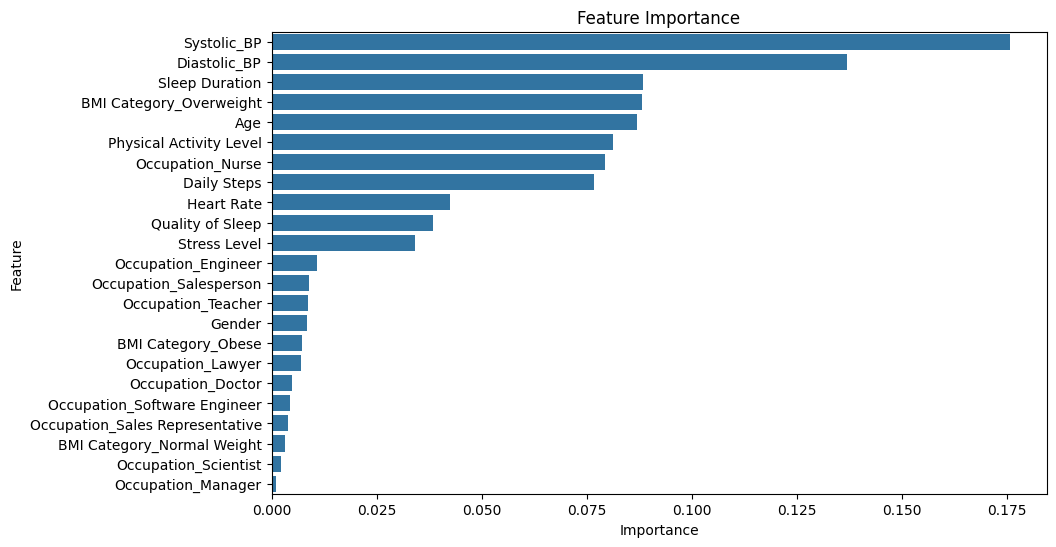 Feature Importance
Systolic_BP
Diastolic_BP
Sleep Duration
BMI Category_Overweight
Age
Physical Activity Level
Occupation_Nurse
Daily Steps
Heart Rate
Quality of Sleep
Stress Level
Occupation_Engineer
Occupation_Salesperson
Occupation_Teacher
Gender
BMI Category_Obese
Occupation_Lawyer
Occupation_Doctor
Occupation_Software Engineer
Occupation_Sales Representative
BMI Category_Normal Weight
Occupation_Scientist
Occupation_Manager
Feature
0.000 0.025 0.050 0.075 0.100 0.125 0.150 0.175
Importance